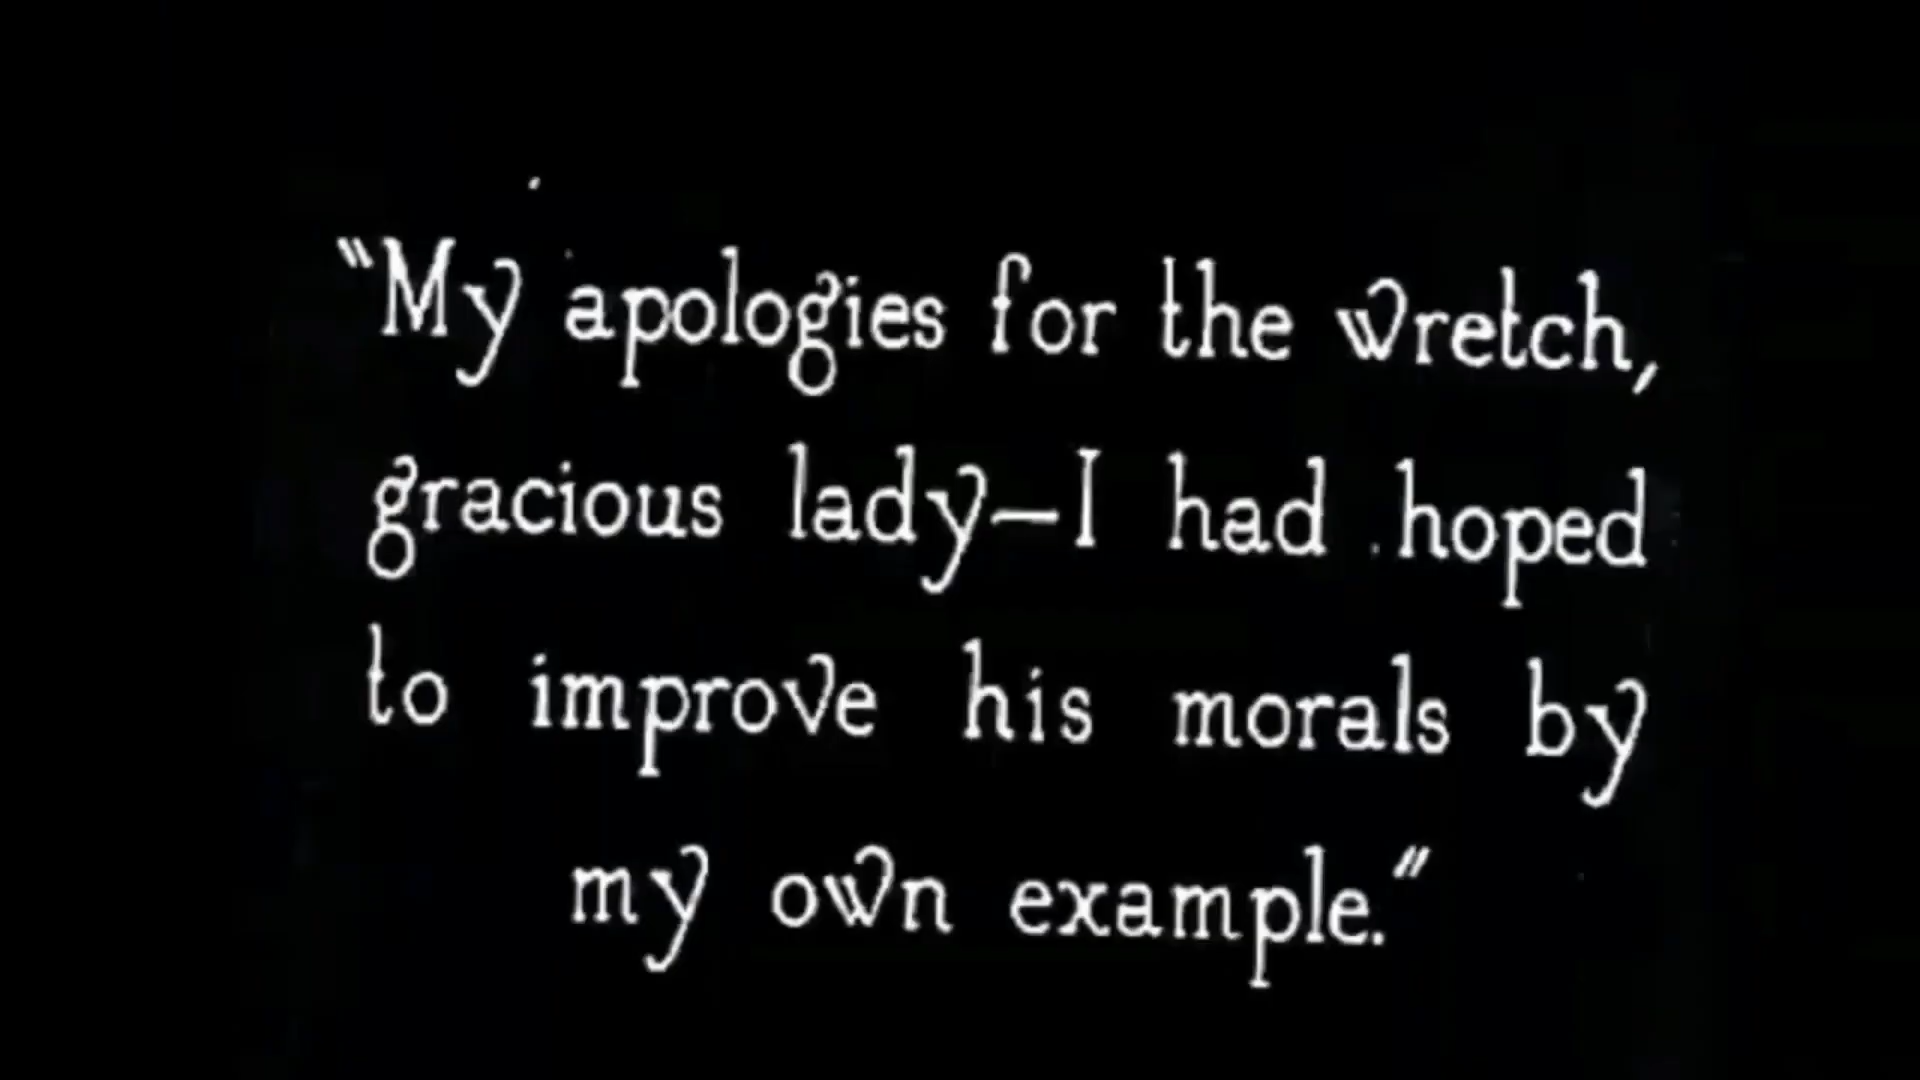 "My apologies for the wretch,
gracious lady—I had hoped
to improve his morals by
my own example."